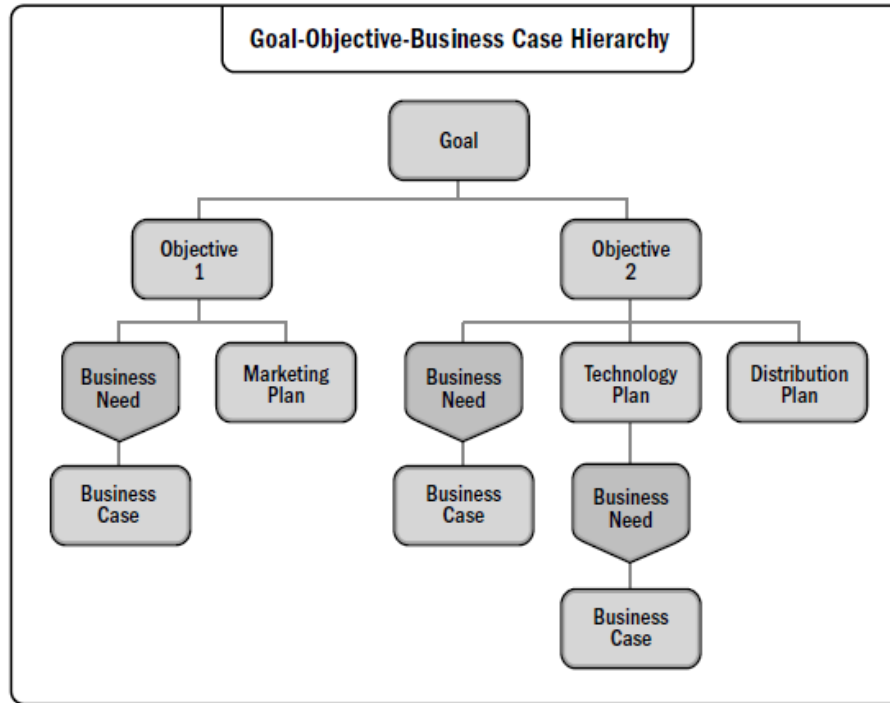 Goal-Objective-Business Case Hierarchy
Goal
Objective
1
Objective
2
Business
Need
Marketing
Plan
Business
Need
Technology
Plan
Distribution
Plan
Business
Case
Business
Case
Business
Need
Business
Case